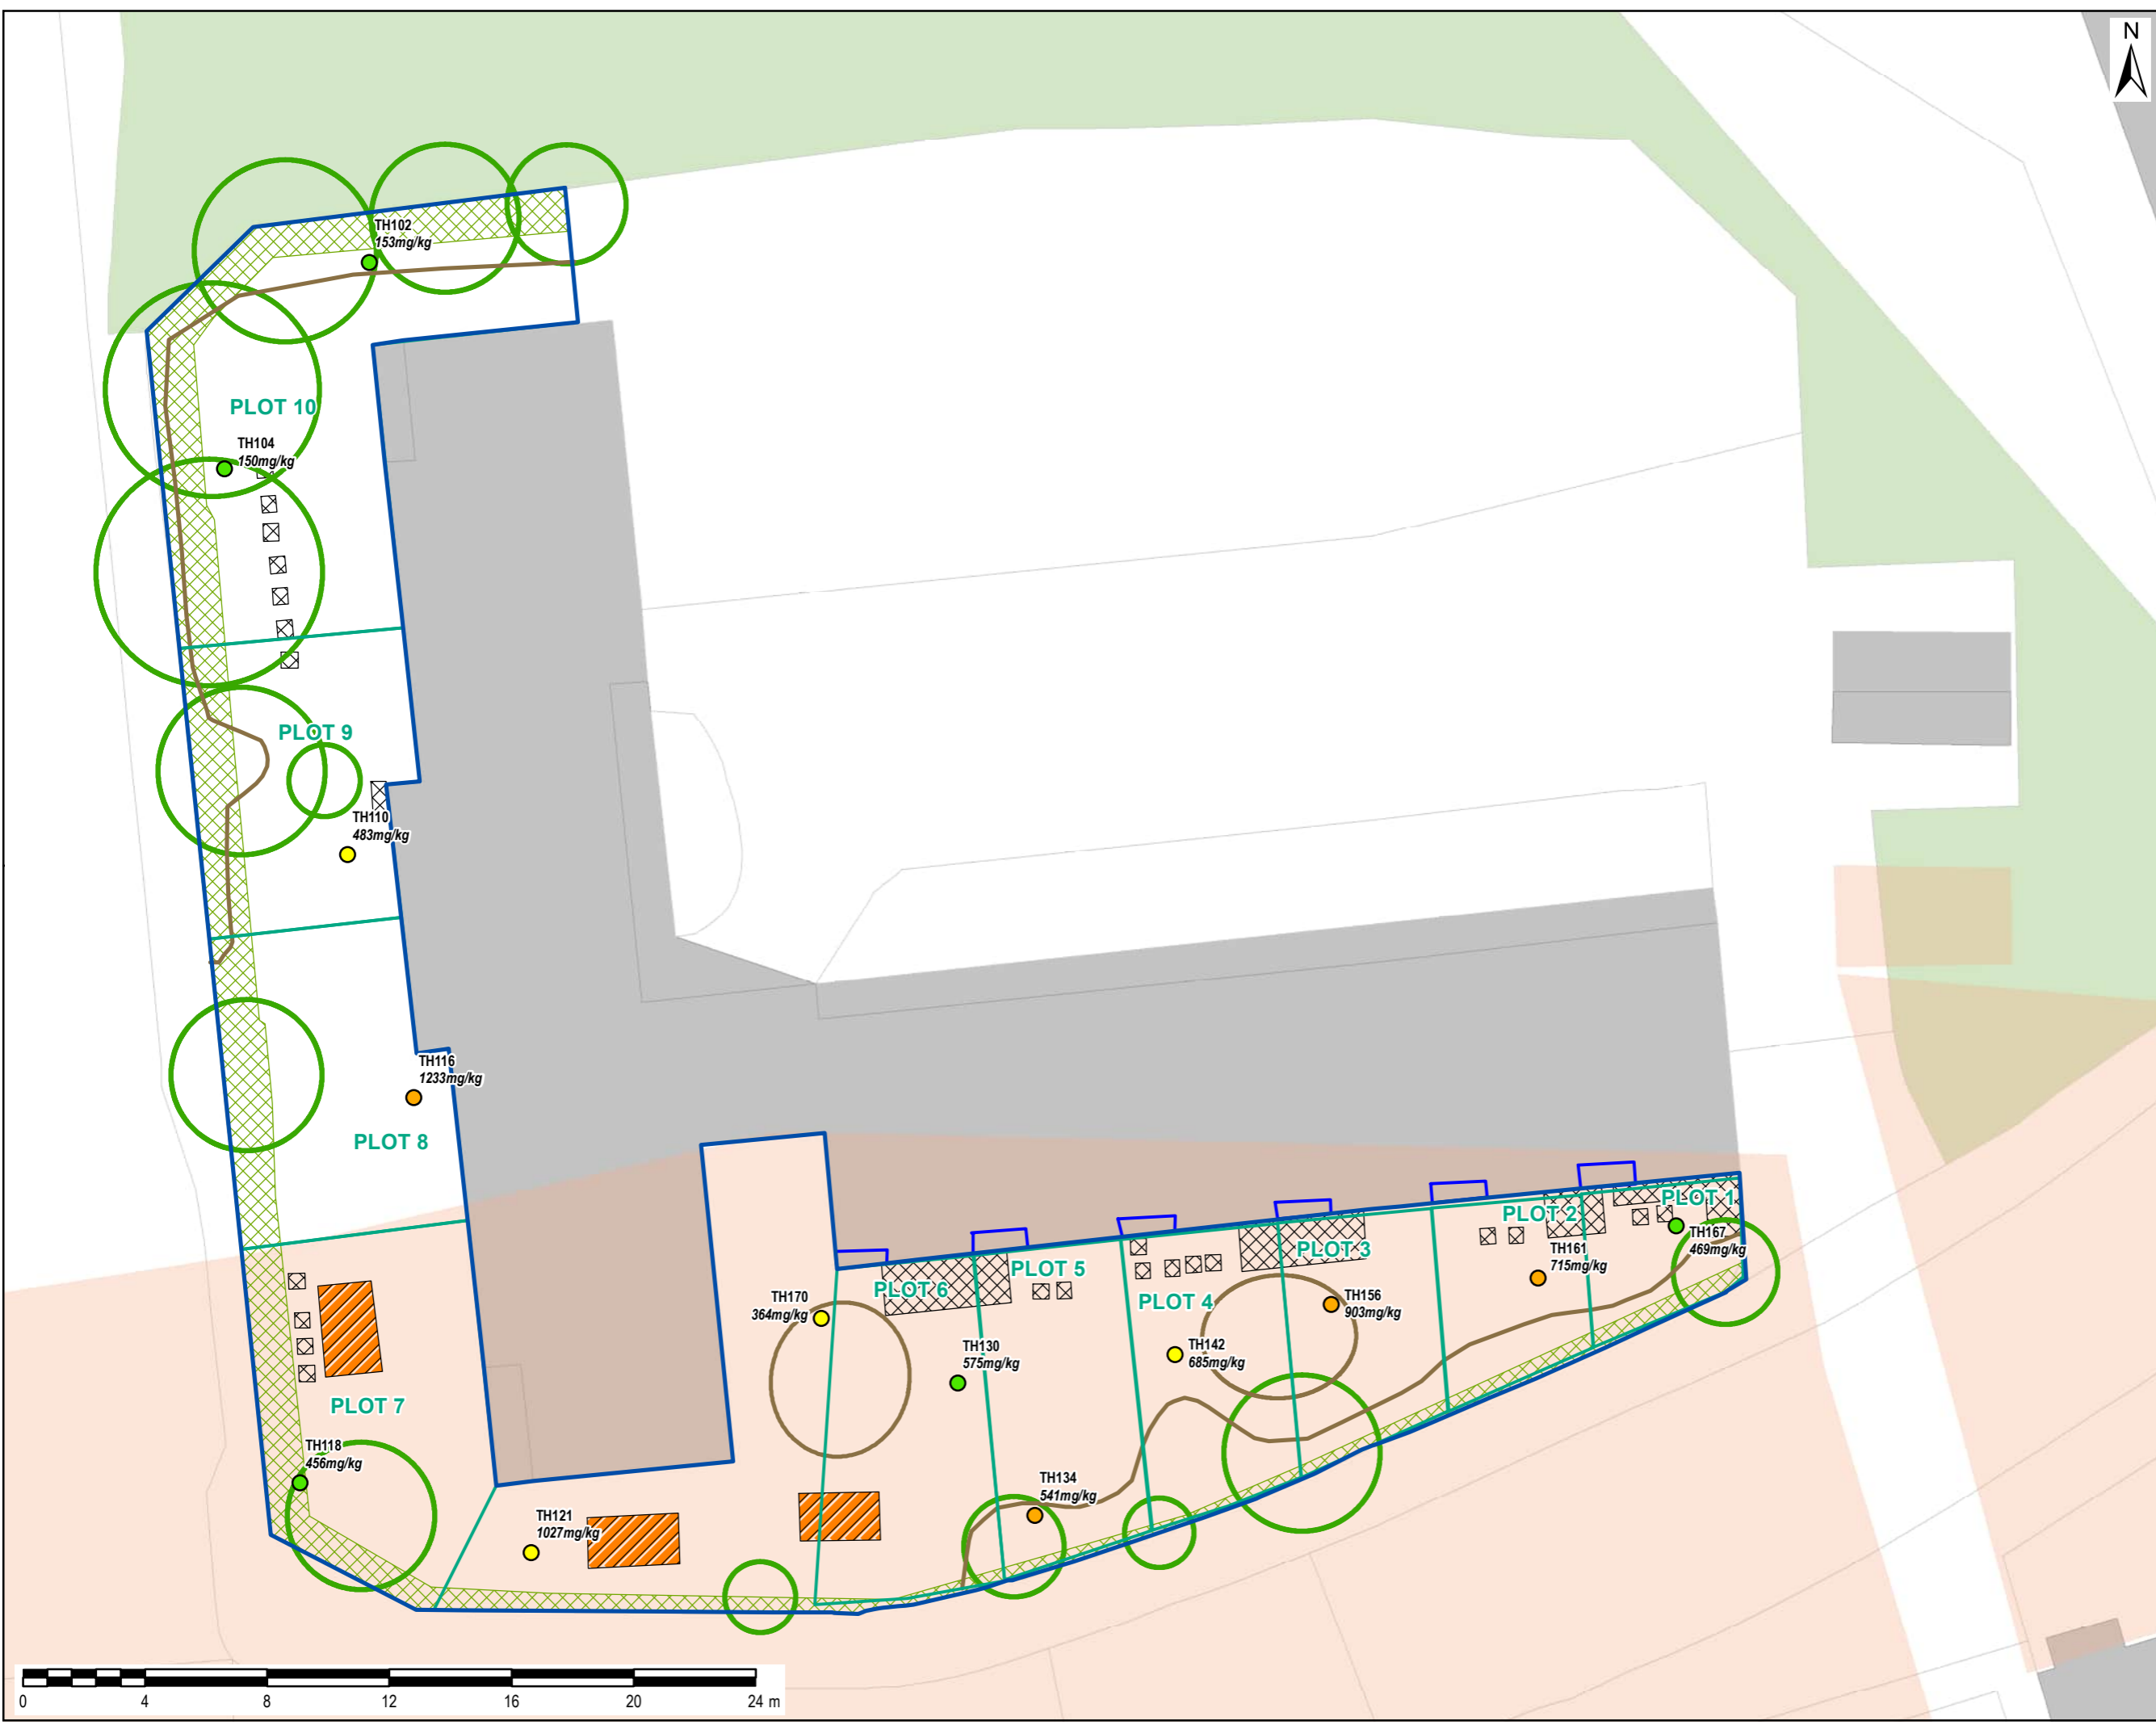 N
TH102
153mg/kg
PLOT 10
TH104
150mg/kg
PLOT 9
TH110
483mg/kg
TH116
1233mg/kg
PLOT 8
PLOT 1
PLOT 2
TH167
469mg/kg
PLOT 3
TH161
715mg/kg
PLOT 5
PLOT 6
PLOT 4
TH170
364mg/kg
TH156
903mg/kg
TH130
575mg/kg
TH142
685mg/kg
PLOT 7
TH118
456mg/kg
TH134
541mg/kg
TH121
1027mg/kg
0 4 8 12 16 20 24 m